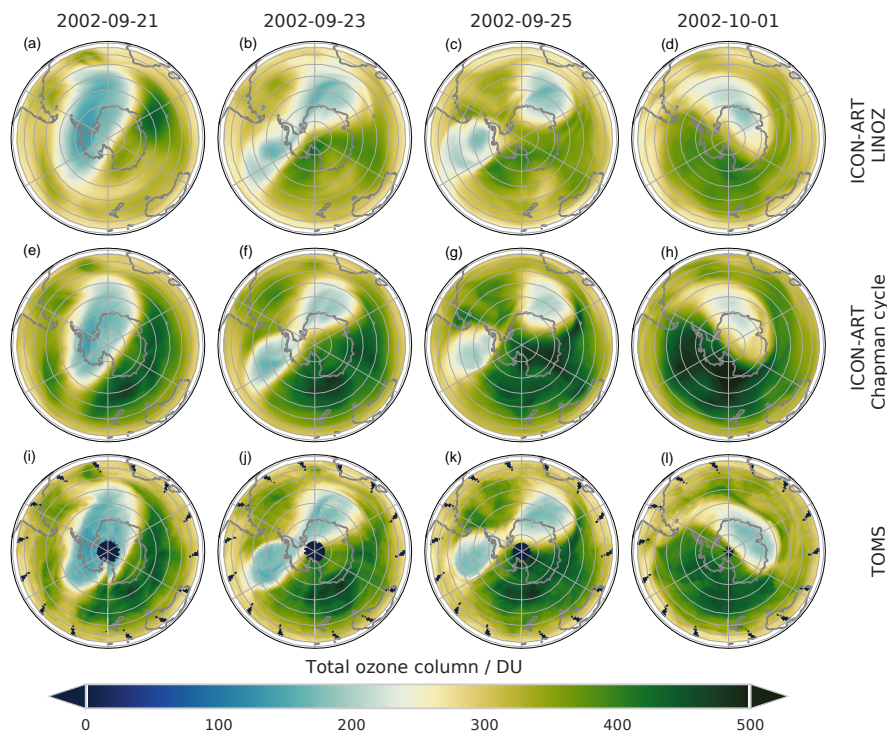 2002-09-21 2002-09-23 2002-09-25 2002-10-01
(a) (b) (c) (d)
ICON-ART
LINOZ
(e) (f) (g) (h)
ICON-ART
Chapman cycle
(i) (j) (k) (l)
TOMS
Total ozone column / DU
0 100 200 300 400 500